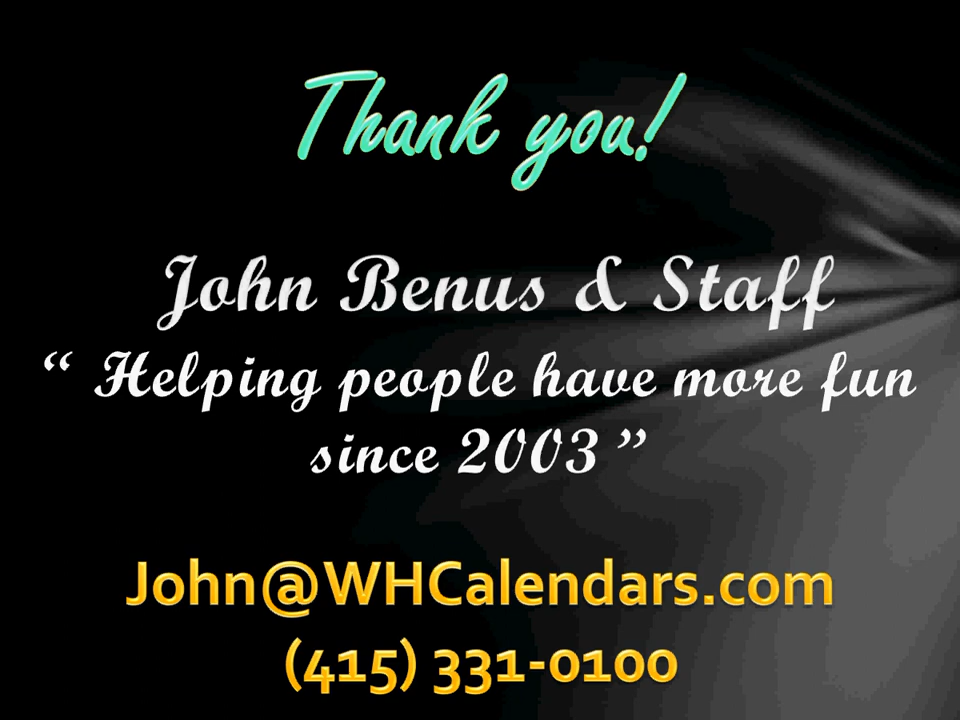 Thank you!
John Benus & Staff
“ Helping people have more fun
since 2003 ”
John@WHCalendars.com
(415) 331-0100